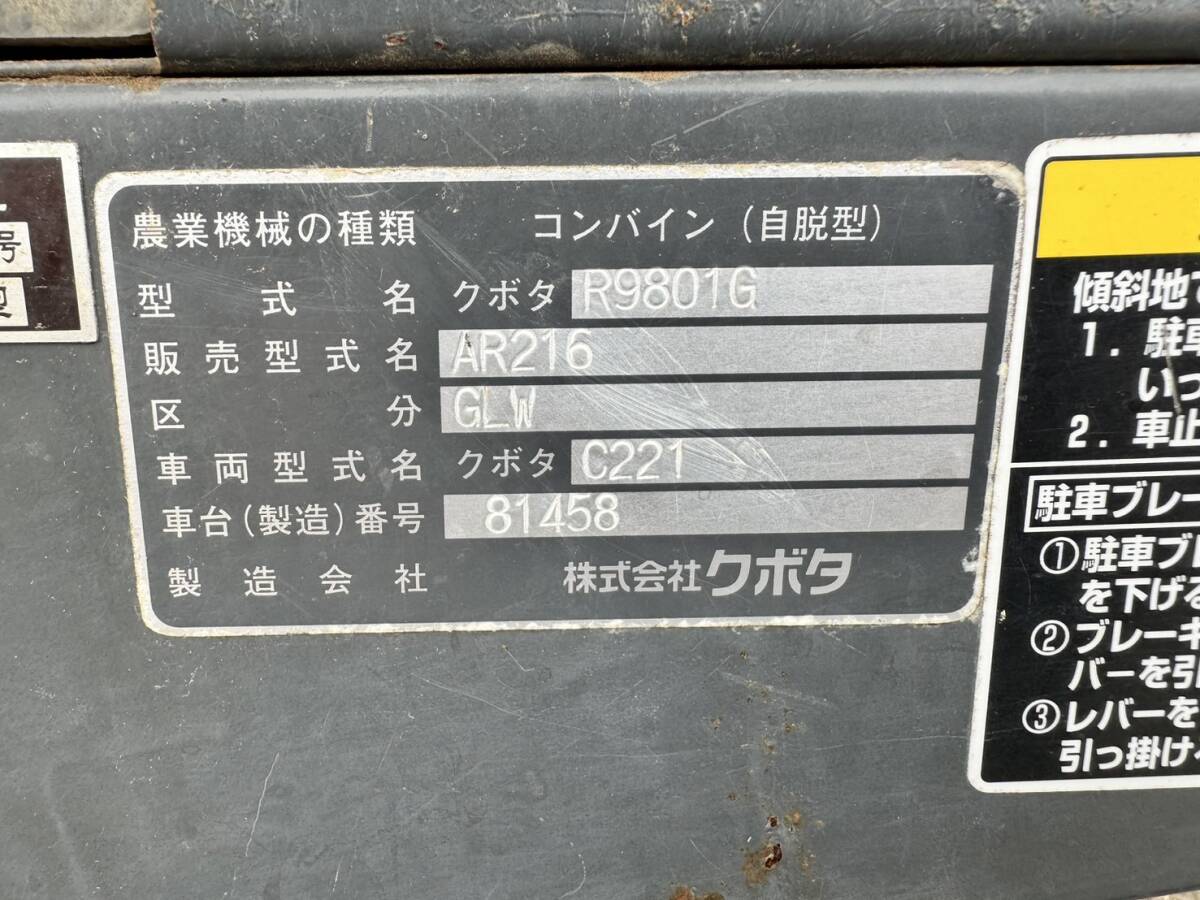 号
農業機械の種類 コンバイン(自脱型)
型式名 クボタ R9801G
販売型式名 AR216
区分 GLW
車両型式名 クボタ C221
車台(製造)番号 81458
製造会社 株式会社クボタ
傾斜地
1. 駐車
いっ
2. 車止
駐車ブレー
①駐車ブレ
を下げる
②ブレーキ
バーを引
③レバーを
引っ掛け